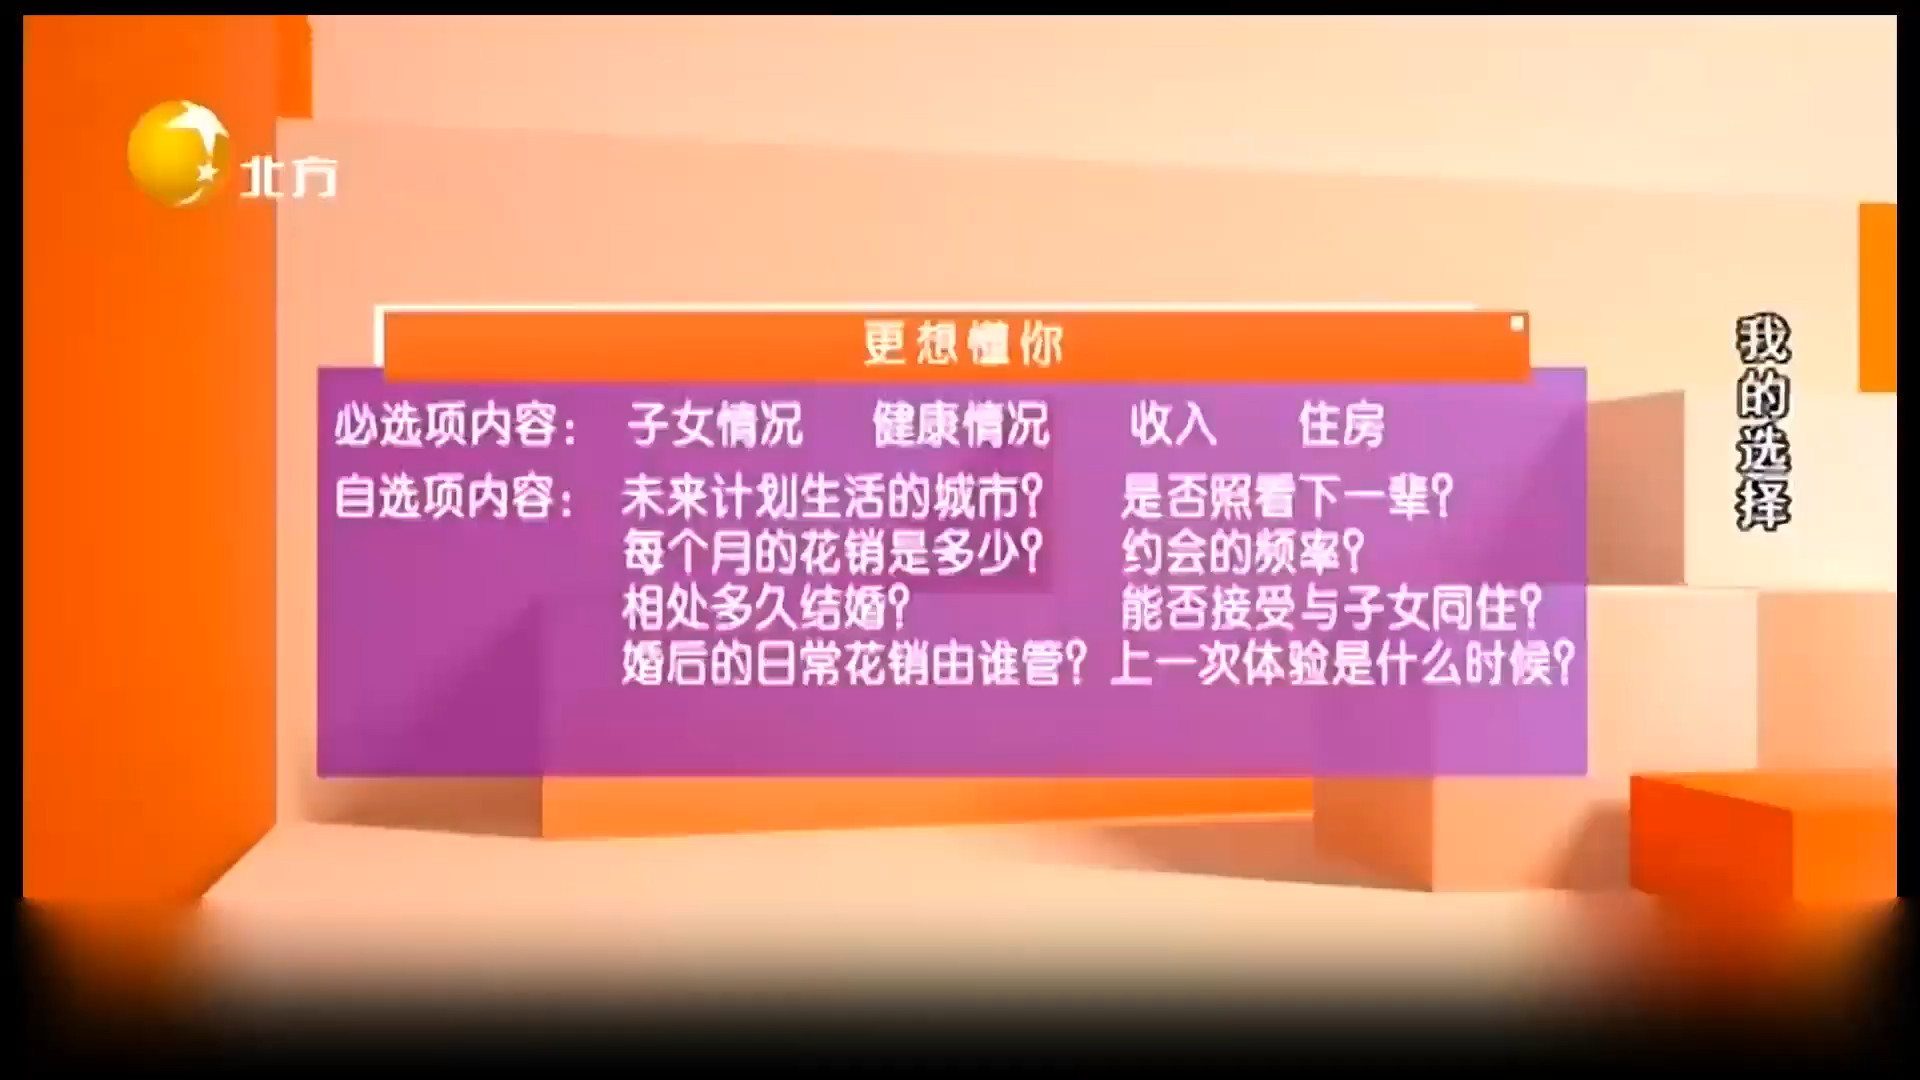 北方
更想懂你
必选项内容： 子女情况 健康情况 收入 住房
自选项内容： 未来计划生活的城市？ 是否照看下一辈？
每个月的花销是多少？ 约会的频率？
相处多久结婚？ 能否接受与子女同住？
婚后的日常花销由谁管？ 上一次体验是什么时候？
我的选择